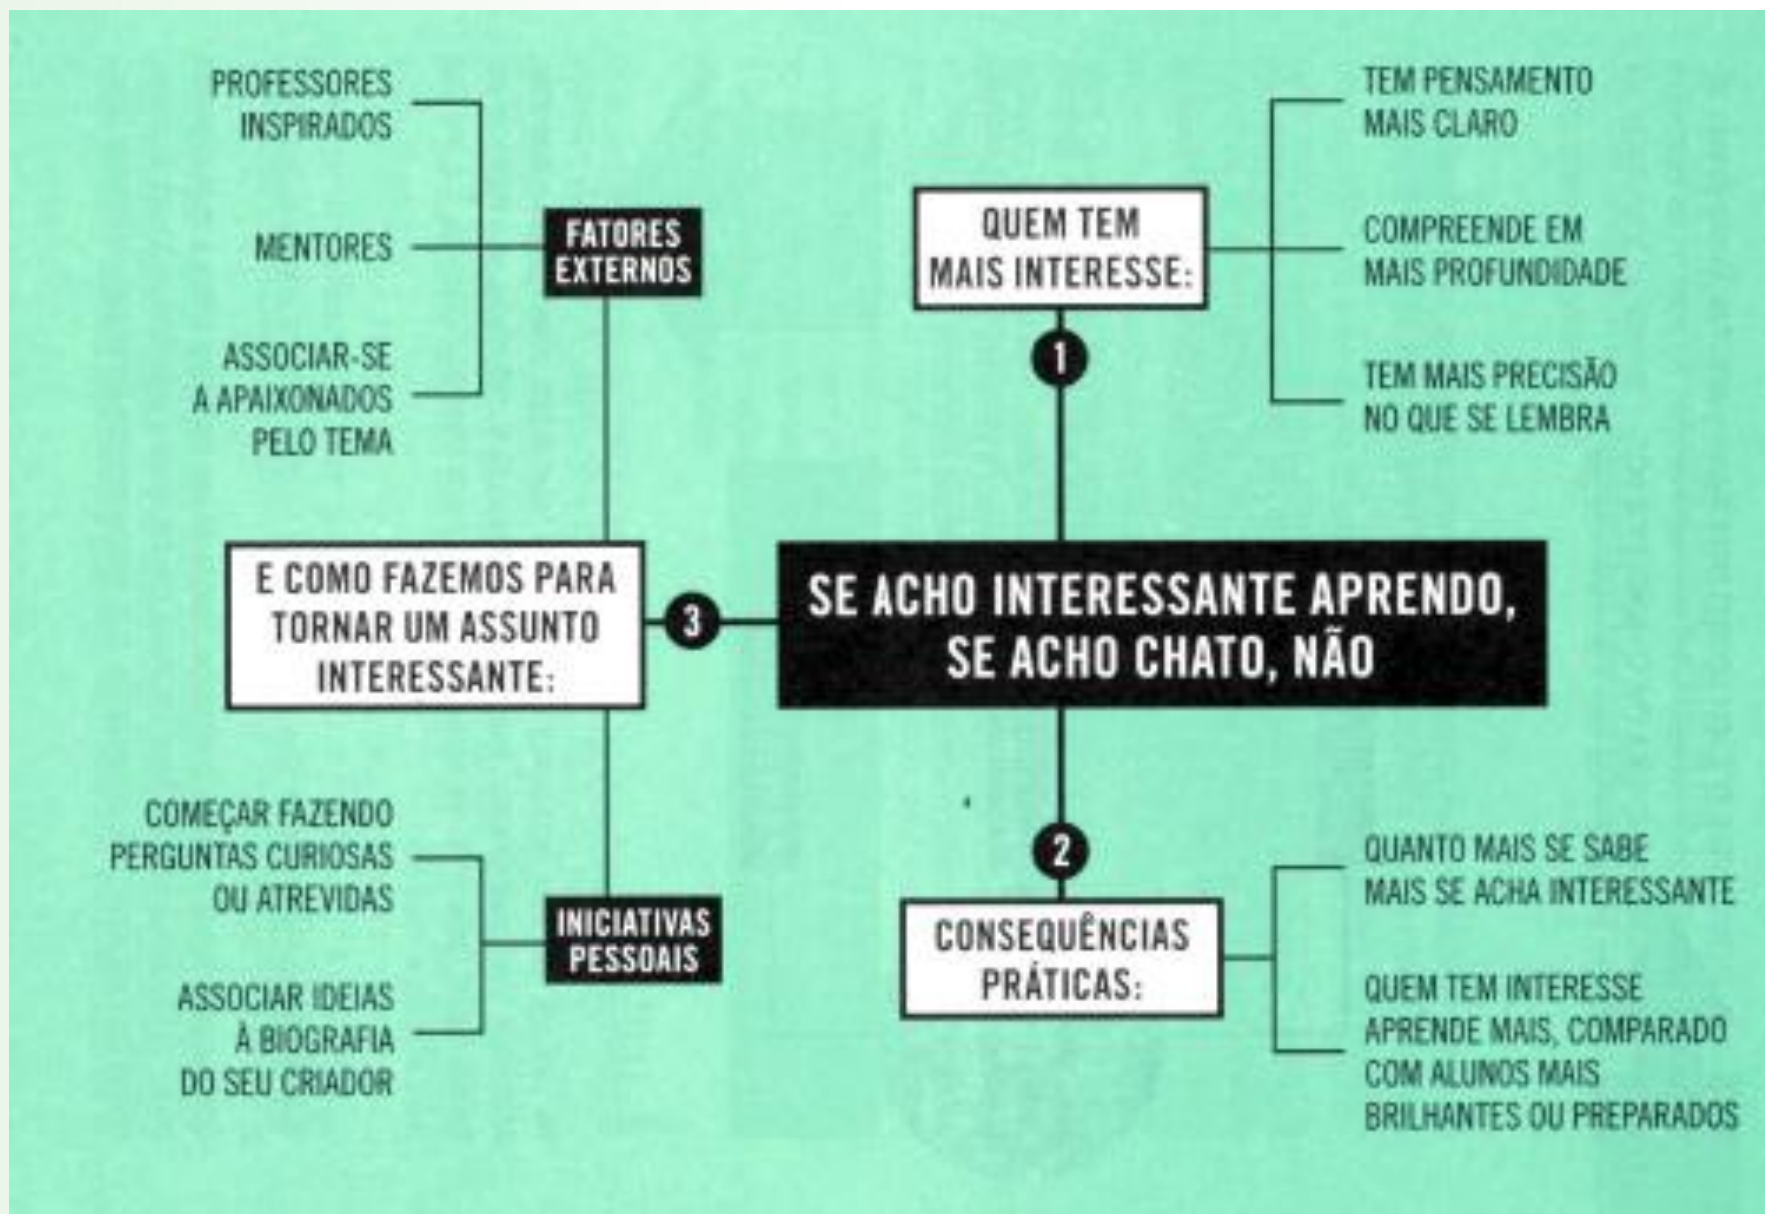 SE ACHO INTERESSANTE APRENDO,
SE ACHO CHATO, NÃO
1
QUEM TEM
MAIS INTERESSE:
TEM PENSAMENTO
MAIS CLARO
COMPREENDE EM
MAIS PROFUNDIDADE
TEM MAIS PRECISÃO
NO QUE SE LEMBRA
2
CONSEQUÊNCIAS
PRÁTICAS:
QUANTO MAIS SE SABE
MAIS SE ACHA INTERESSANTE
QUEM TEM INTERESSE
APRENDE MAIS, COMPARADO
COM ALUNOS MAIS
BRILHANTES OU PREPARADOS
3
E COMO FAZEMOS PARA
TORNAR UM ASSUNTO
INTERESSANTE:
FATORES
EXTERNOS
PROFESSORES
INSPIRADOS
MENTORES
ASSOCIAR-SE
A APAIXONADOS
PELO TEMA
INICIATIVAS
PESSOAIS
COMEÇAR FAZENDO
PERGUNTAS CURIOSAS
OU ATREVIDAS
ASSOCIAR IDEIAS
À BIOGRAFIA
DO SEU CRIADOR